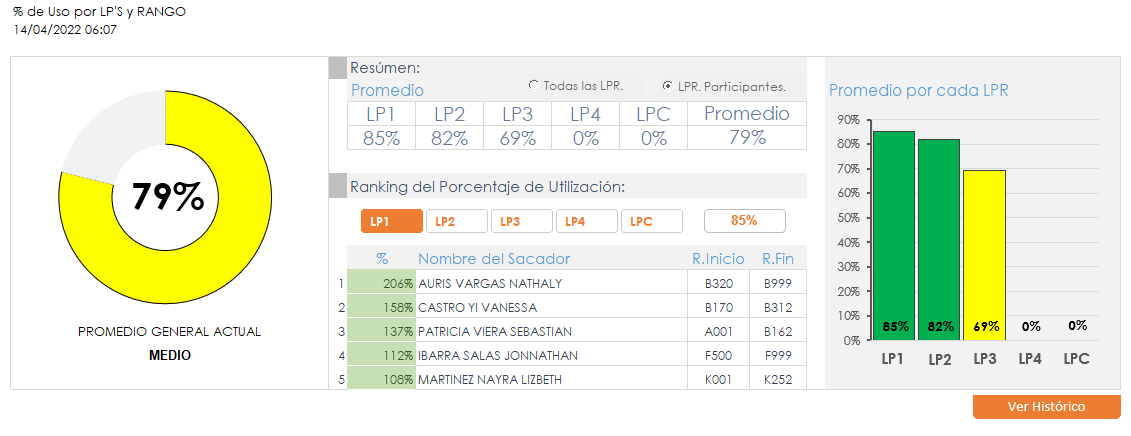 % de Uso por LP'S y RANGO
14/04/2022 06:07
79%
PROMEDIO GENERAL ACTUAL
MEDIO
Resúmen:
Promedio
Todas las LPR.
LPR. Participantes.
LP1 LP2 LP3 LP4 LPC Promedio
85% 82% 69% 0% 0% 79%
Ranking del Porcentaje de Utilización:
LP1 LP2 LP3 LP4 LPC 85%
% Nombre del Sacador R.Inicio R.Fin
1 206% AURIS VARGAS NATHALY B320 B999
2 158% CASTRO YI VANESSA B170 B312
3 137% PATRICIA VIERA SEBASTIAN A001 B162
4 112% IBARRA SALAS JONNATHAN F500 F999
5 108% MARTINEZ NAYRA LIZBETH K001 K252
Promedio por cada LPR
90%
80%
70%
60%
50%
40%
30%
20%
10%
0%
85% 82% 69% 0% 0%
LP1 LP2 LP3 LP4 LPC
Ver Histórico